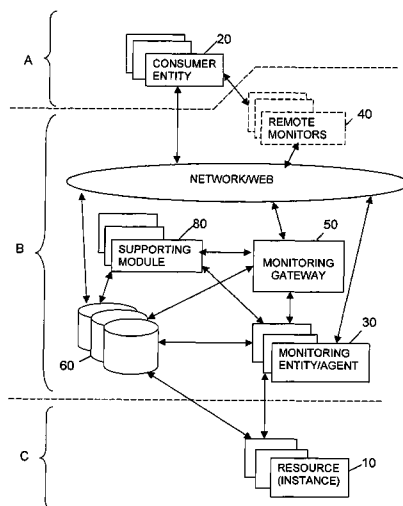 A
20
CONSUMER
ENTITY
40
REMOTE
MONITORS
NETWORK/WEB
B
80
SUPPORTING
MODULE
50
MONITORING
GATEWAY
30
MONITORING
ENTITY/AGENT
60
C
10
RESOURCE
(INSTANCE)